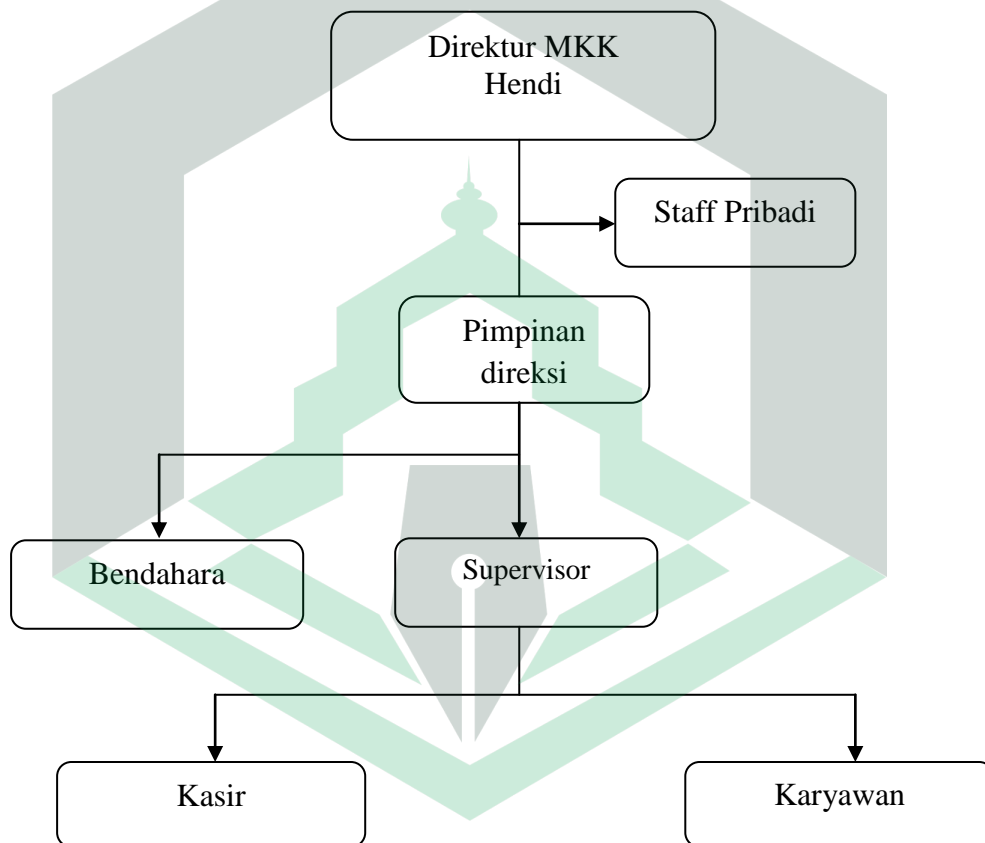 Direktur MKK
Hendi
Staff Pribadi
Pimpinan
direksi
Bendahara
Supervisor
Kasir
Karyawan